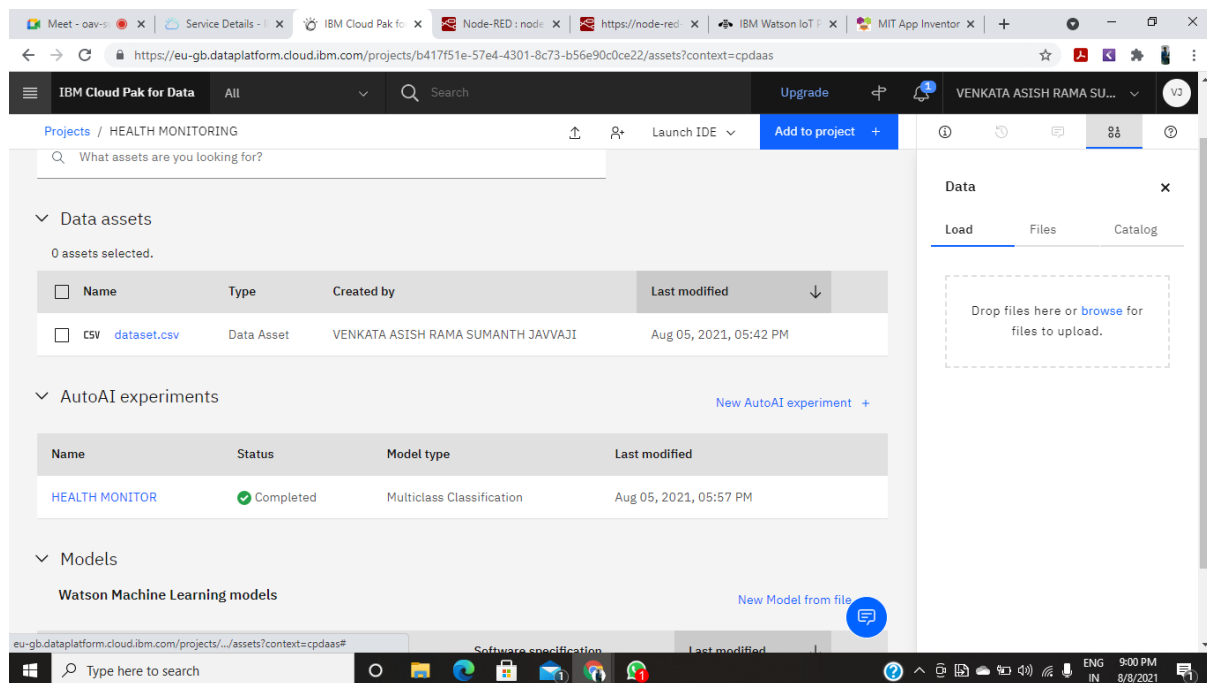 Meet - oav-s
Service Details - I
IBM Cloud Pak fo
Node-RED : node
https://node-red-
IBM Watson IoT P
MIT App Inventor
https://eu-gb.dataplatform.cloud.ibm.com/projects/b417f51e-57e4-4301-8c73-b56e90c0ce22/assets?context=cpdaas
IBM Cloud Pak for Data
All
Search
Upgrade
1
VENKATA ASISH RAMA SU...
VJ
Projects / HEALTH MONITORING
Launch IDE
Add to project +
What assets are you looking for?
Data
Load Files Catalog
Drop files here or browse for
files to upload.
Data assets
0 assets selected.
Name Type Created by Last modified
CSV dataset.csv Data Asset VENKATA ASISH RAMA SUMANTH JAVVAJI Aug 05, 2021, 05:42 PM
AutoAI experiments
New AutoAI experiment +
Name Status Model type Last modified
HEALTH MONITOR Completed Multiclass Classification Aug 05, 2021, 05:57 PM
Models
Watson Machine Learning models
New Model from file
eu-gb.dataplatform.cloud.ibm.com/projects/.../assets?context=cpdaas#
Software specification Last modified
Type here to search
ENG
IN
9:00 PM
8/8/2021